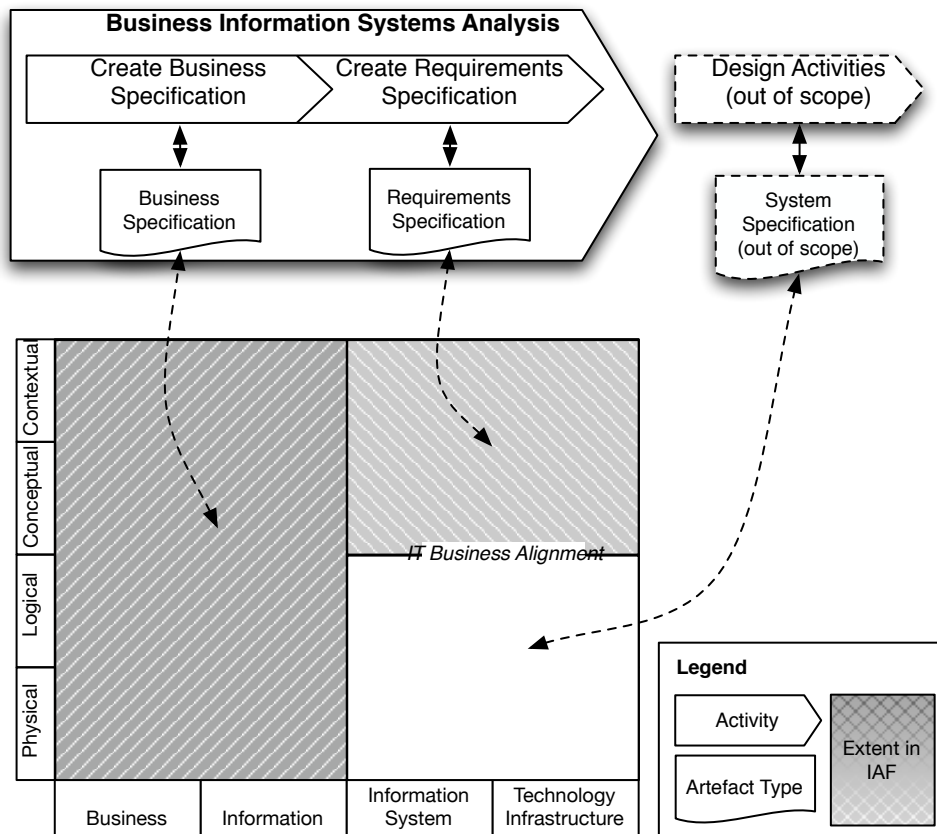 Business Information Systems Analysis
Create Business
Specification
Create Requirements
Specification
Design Activities
(out of scope)
Business
Specification
Requirements
Specification
System
Specification
(out of scope)
Contextual
Conceptual
Logical
Physical
IT Business Alignment
Business
Information
Information
System
Technology
Infrastructure
Legend
Activity
Artefact Type
Extent in
IAF